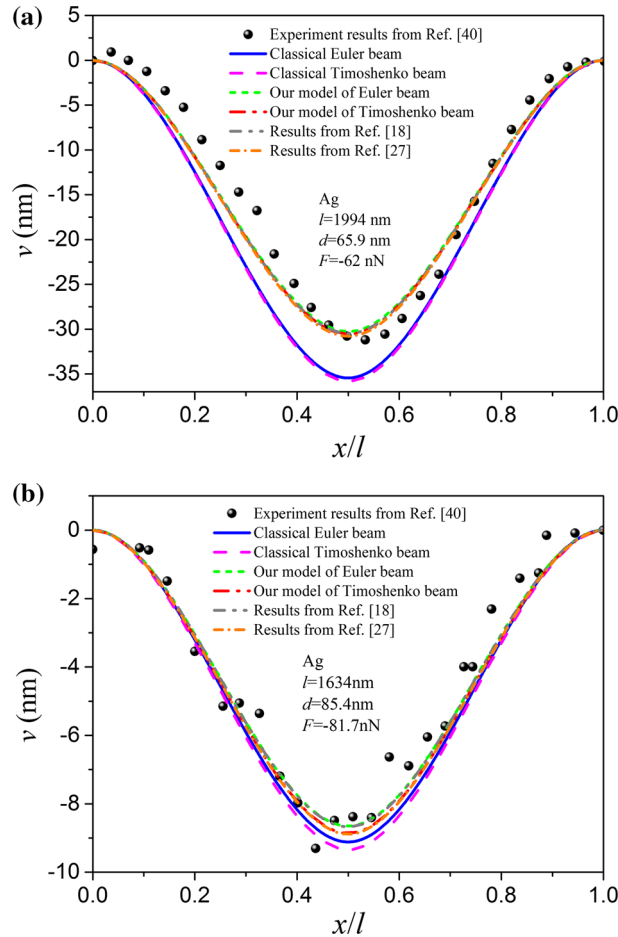 (a)
5
0
-5
-10
-15
-20
-25
-30
-35
v (nm)
Experiment results from Ref. [40]
Classical Euler beam
Classical Timoshenko beam
Our model of Euler beam
Our model of Timoshenko beam
Results from Ref. [18]
Results from Ref. [27]
Ag
l=1994 nm
d=65.9 nm
F=-62 nN
0.0 0.2 0.4 0.6 0.8 1.0
x/l
(b)
0
-2
-4
-6
-8
-10
v (nm)
Experiment results from Ref. [40]
Classical Euler beam
Classical Timoshenko beam
Our model of Euler beam
Our model of Timoshenko beam
Results from Ref. [18]
Results from Ref. [27]
Ag
l=1634nm
d=85.4nm
F=-81.7nN
0.0 0.2 0.4 0.6 0.8 1.0
x/l